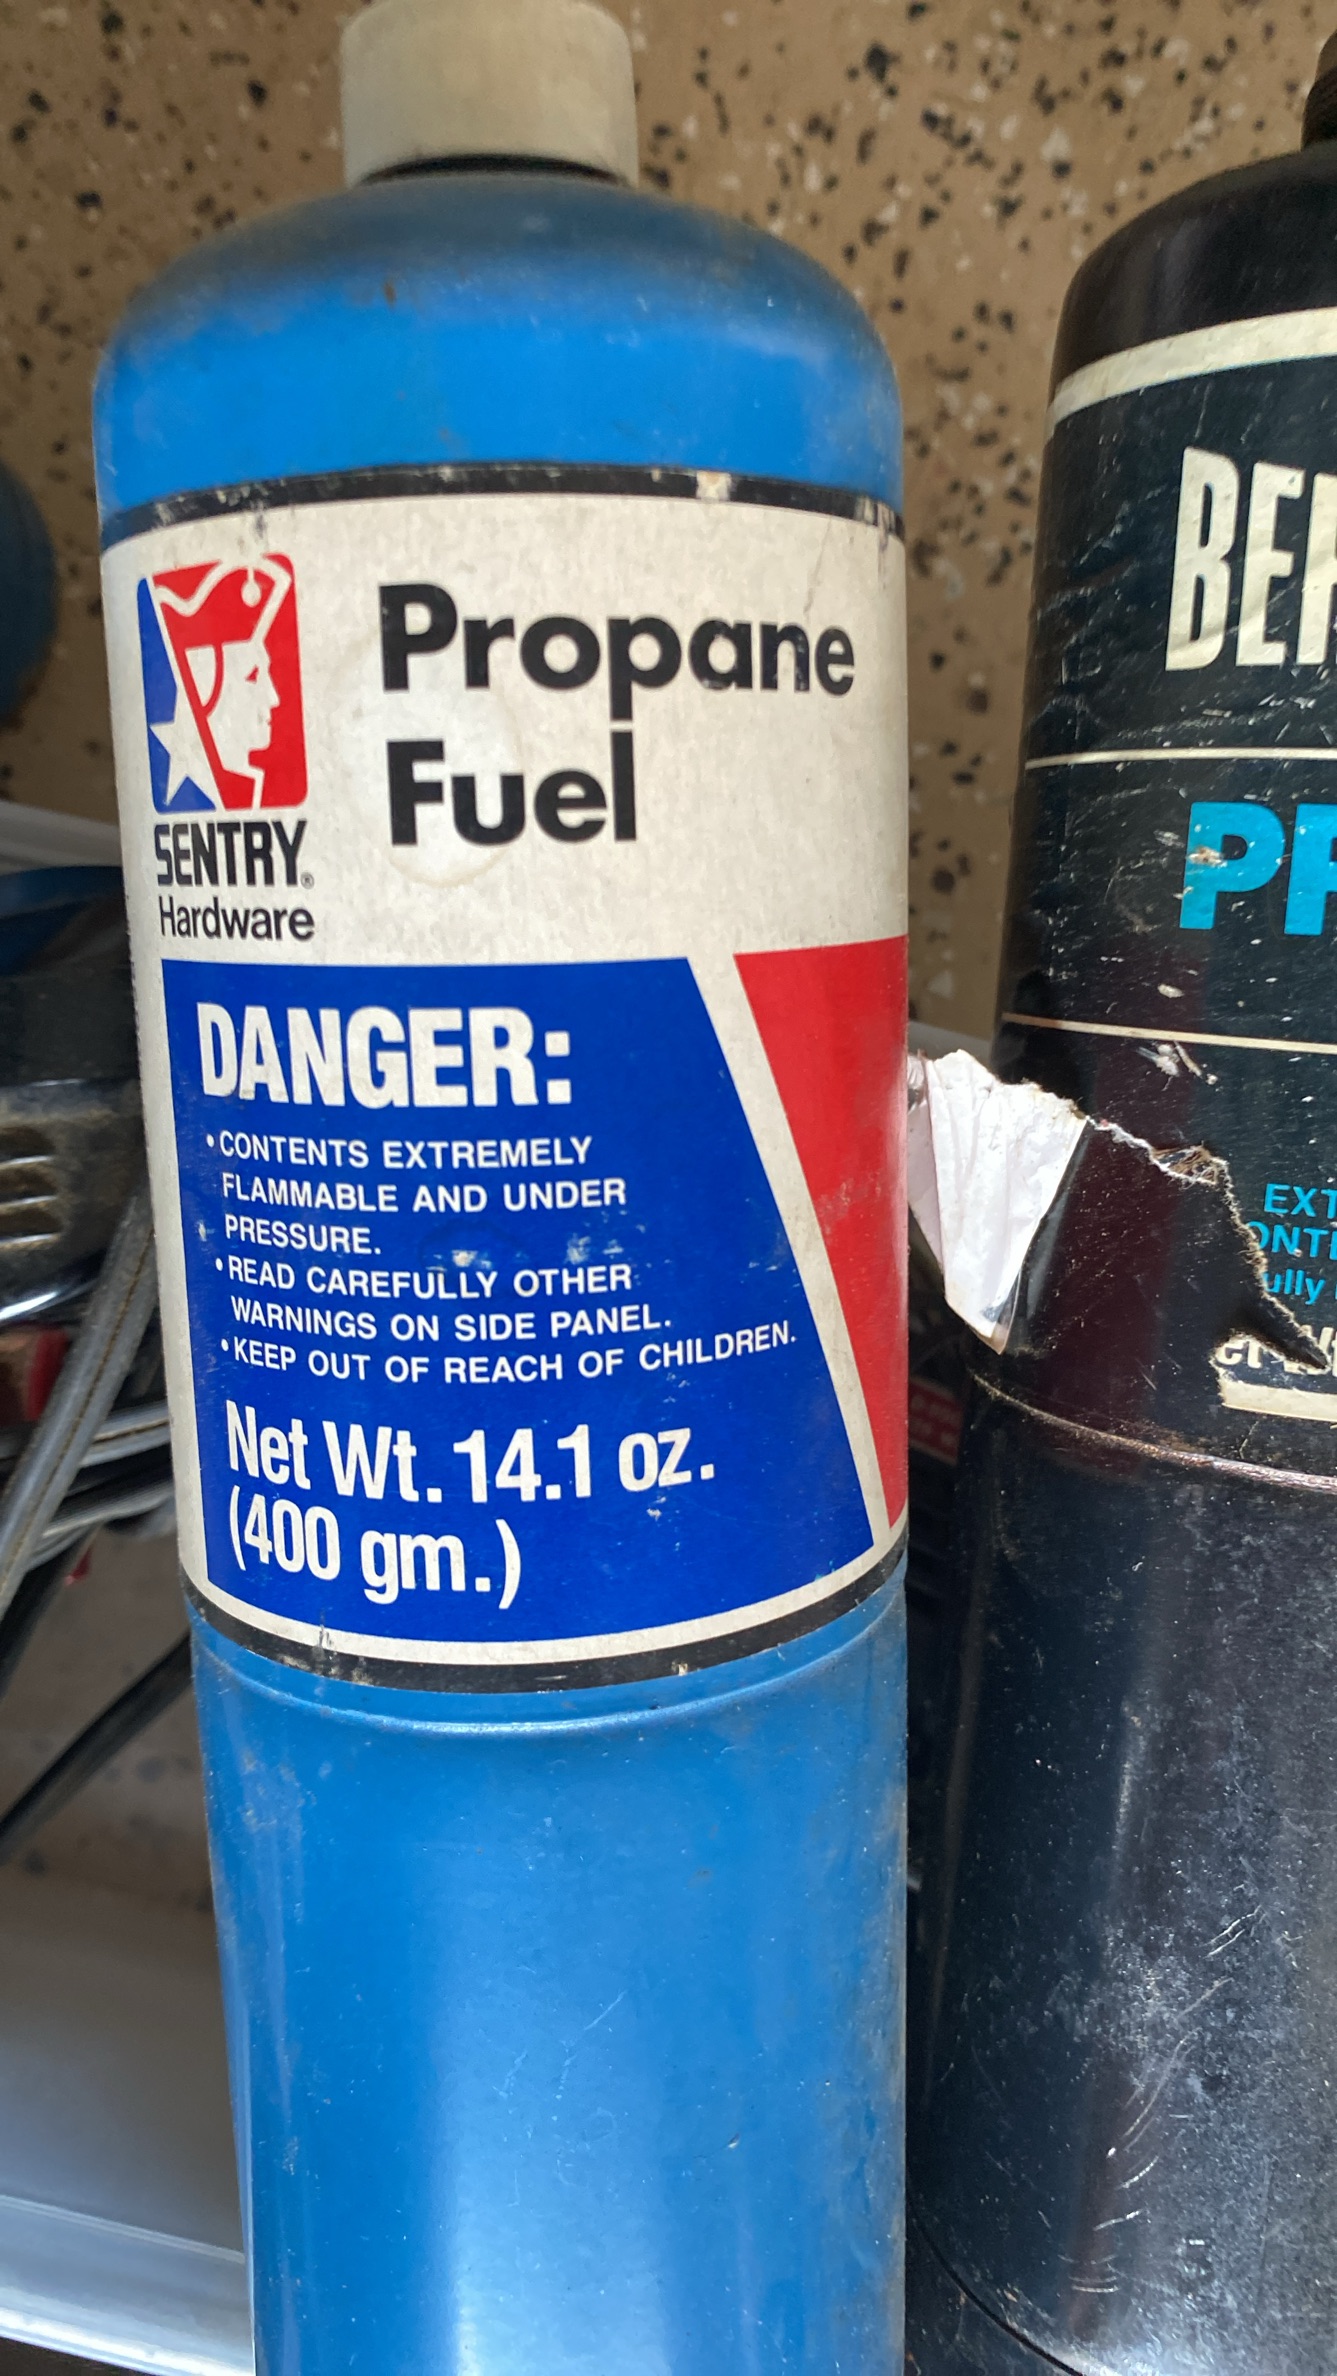 Propane
Fuel
SENTRY®
Hardware
DANGER:
•CONTENTS EXTREMELY
FLAMMABLE AND UNDER
PRESSURE.
•READ CAREFULLY OTHER
WARNINGS ON SIDE PANEL.
•KEEP OUT OF REACH OF CHILDREN.
Net Wt. 14.1 oz.
(400 gm.)